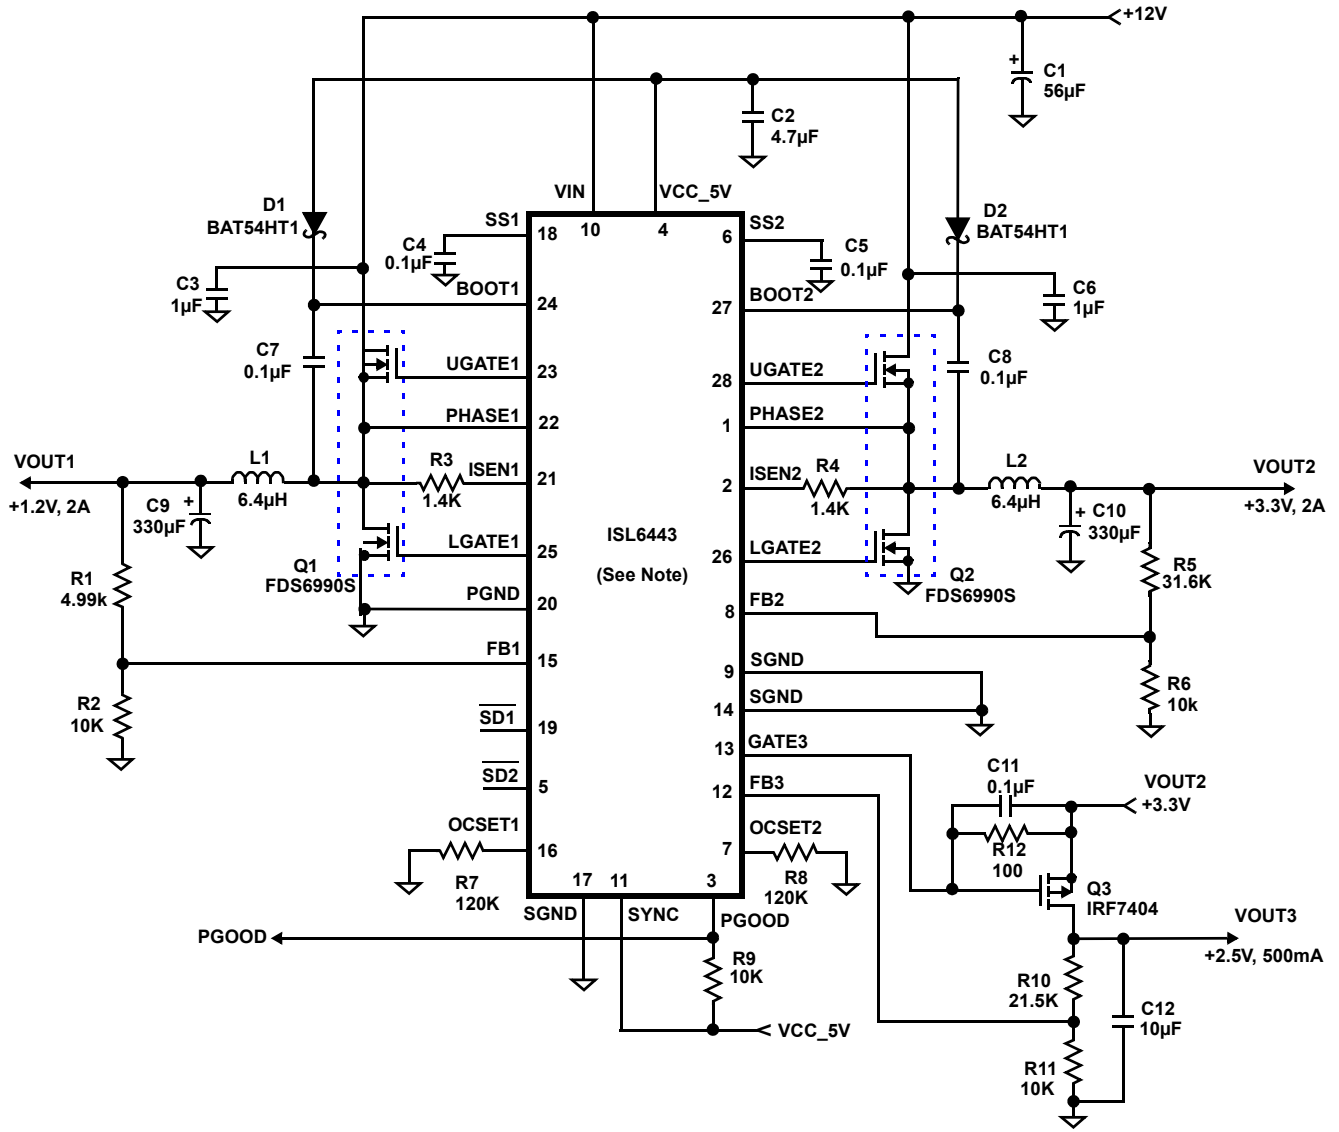 +12V
+
C1
56µF
C2
4.7µF
VIN
VCC_5V
D1
BAT54HT1
SS1
18
10
4
6
SS2
D2
BAT54HT1
C4
0.1µF
C5
0.1µF
C3
1µF
BOOT1
24
27
BOOT2
C6
1µF
C7
0.1µF
UGATE1
23
28
UGATE2
C8
0.1µF
PHASE1
22
1
PHASE2
VOUT1
+1.2V, 2A
L1
6.4µH
R3
1.4K
ISEN1
21
2
ISEN2
R4
1.4K
L2
6.4µH
VOUT2
+3.3V, 2A
C9
330µF
+
+
C10
330µF
LGATE1
25
ISL6443
(See Note)
26
LGATE2
Q1
FDS6990S
Q2
FDS6990S
R1
4.99k
R5
31.6K
PGND
20
8
FB2
FB1
15
9
SGND
R2
10K
R6
10k
14
SGND
SD1
19
13
GATE3
SD2
5
12
FB3
C11
0.1µF
VOUT2
+3.3V
OCSET1
16
7
OCSET2
R12
100
R7
120K
R8
120K
17
11
3
Q3
IRF7404
SGND
SYNC
PGOOD
PGOOD
VOUT3
+2.5V, 500mA
R9
10K
R10
21.5K
C12
10µF
VCC_5V
R11
10K